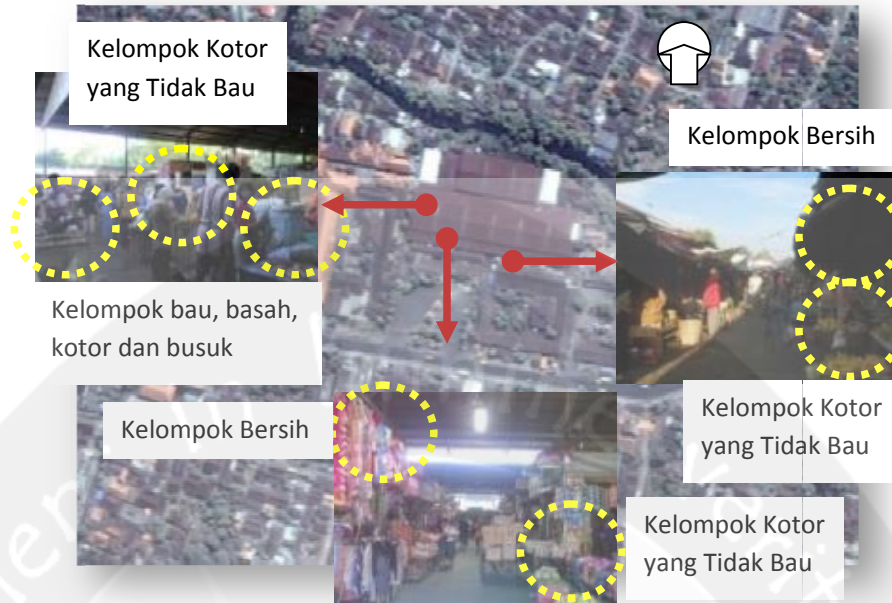 Kelompok Kotor
yang Tidak Bau
Kelompok Bersih
Kelompok bau, basah,
kotor dan busuk
Kelompok Bersih
Kelompok Kotor
yang Tidak Bau
Kelompok Kotor
yang Tidak Bau